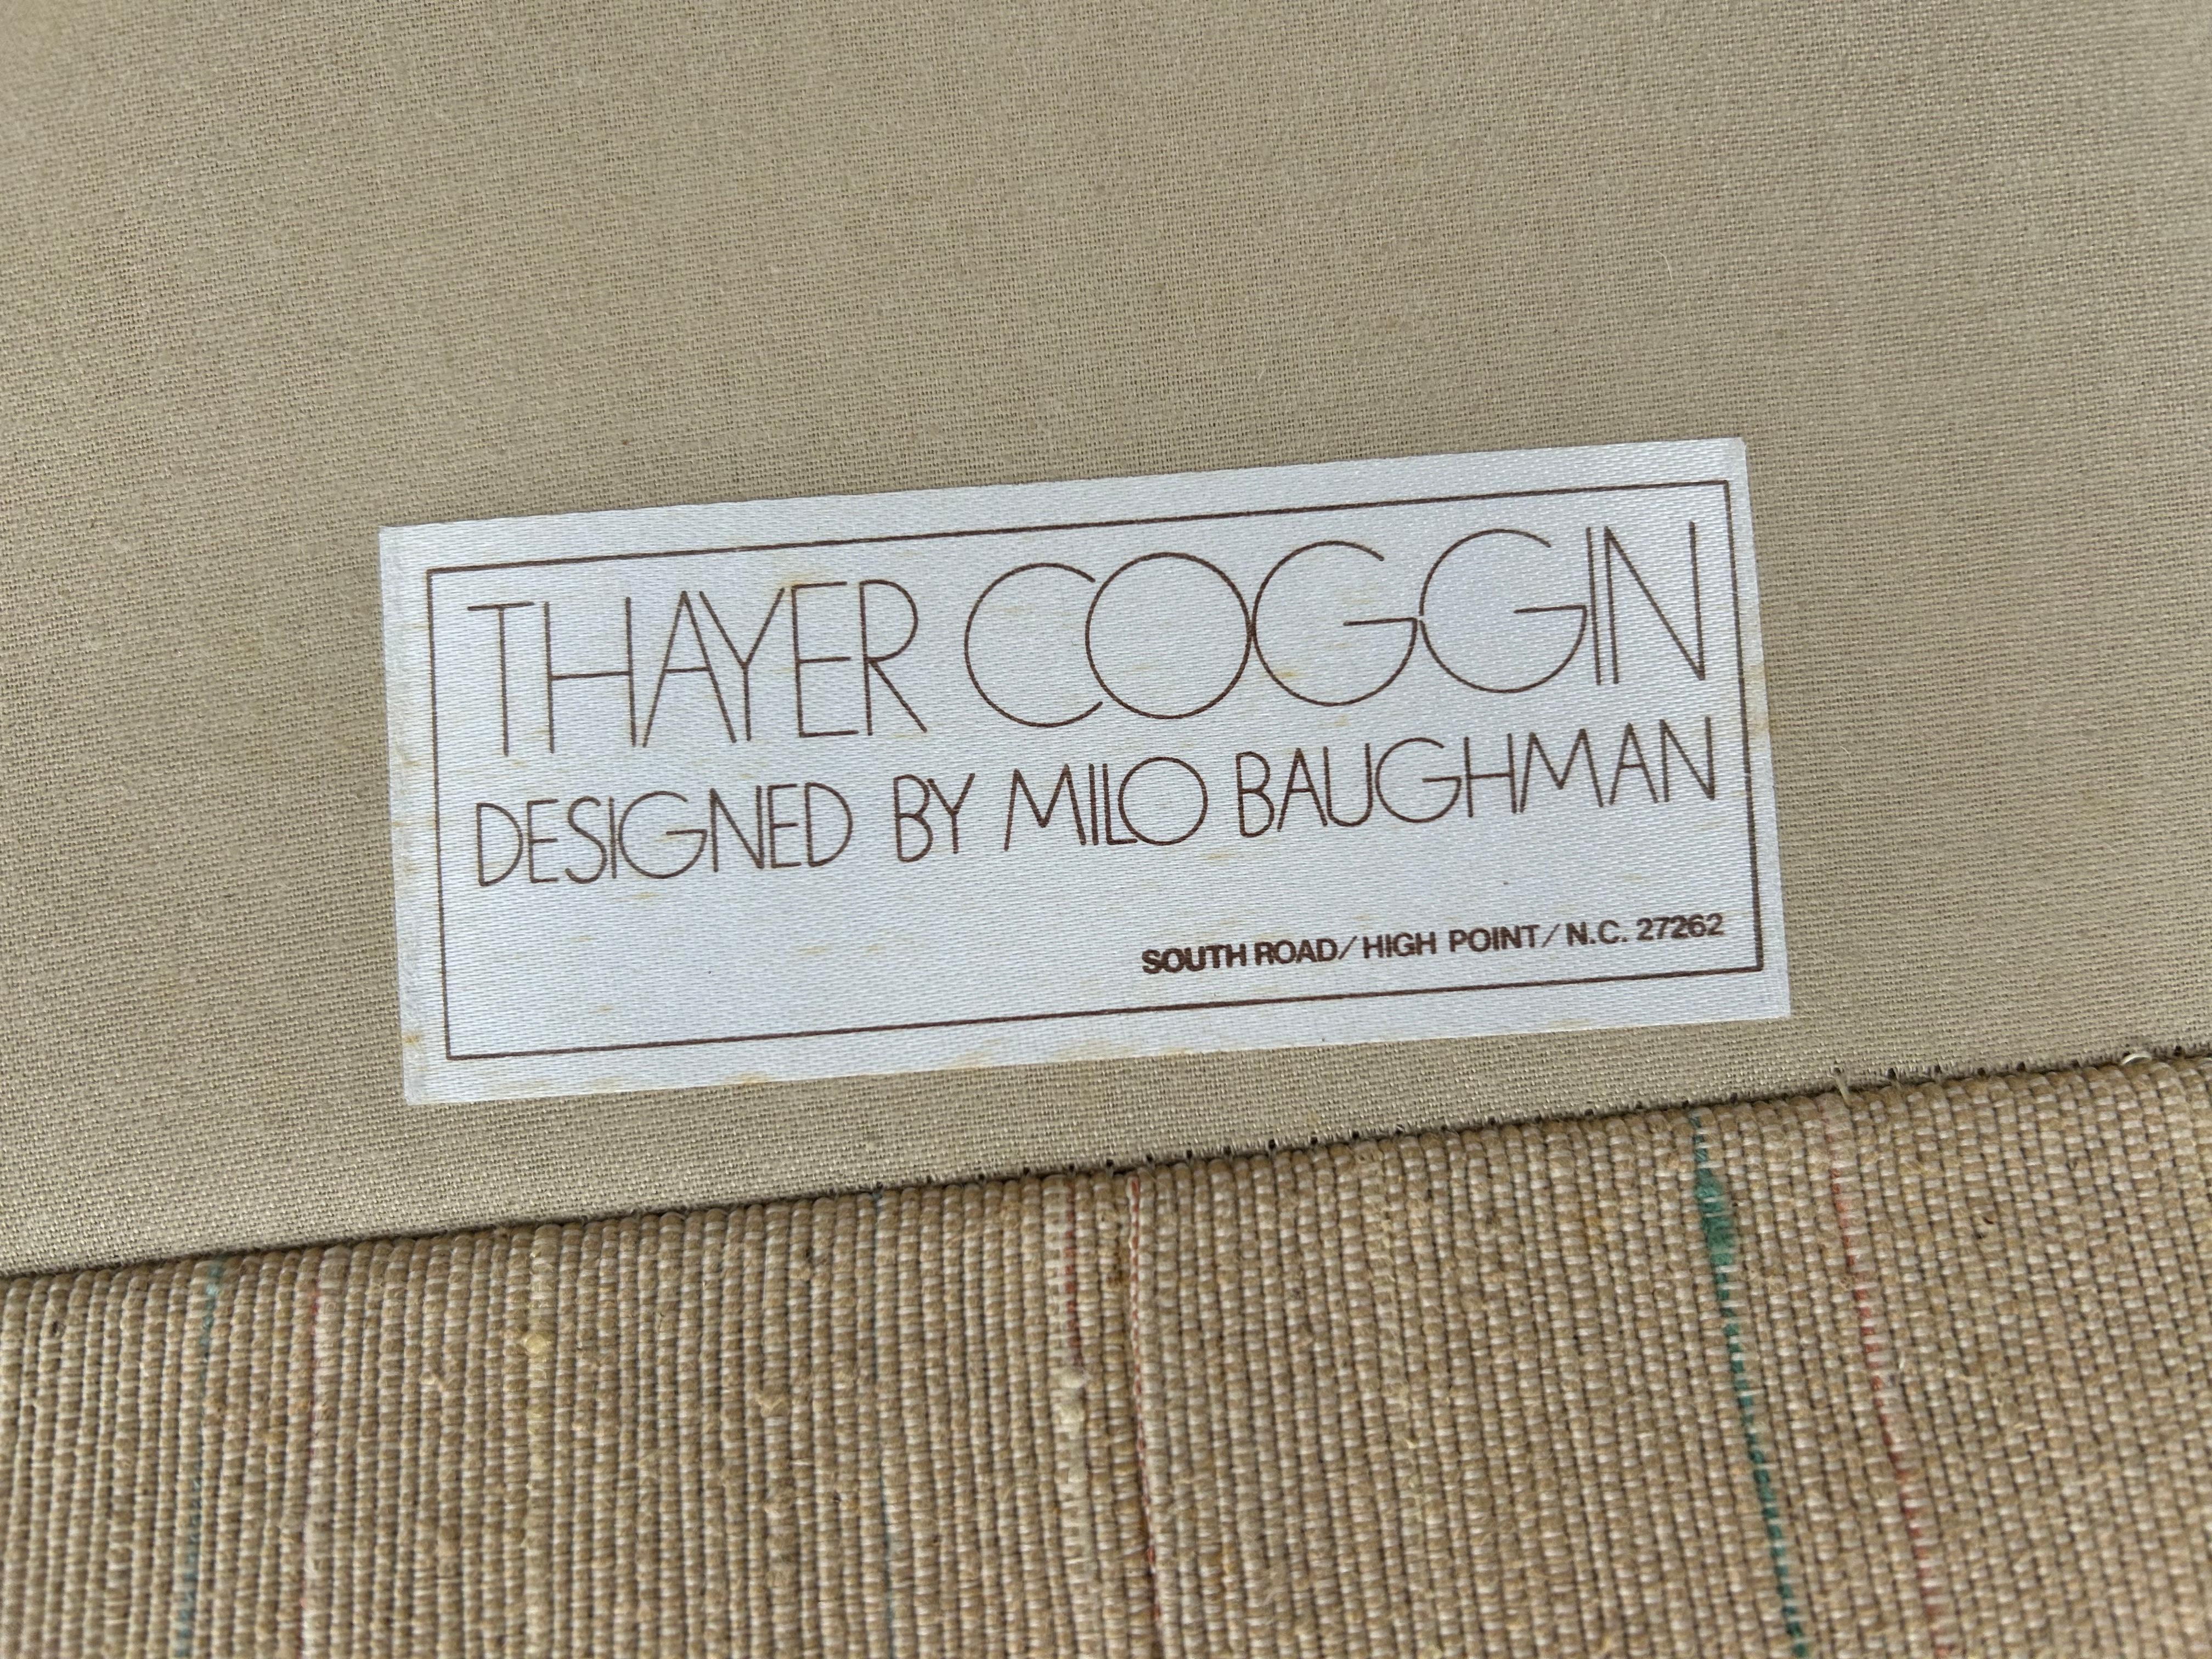 THAYER COGGIN
DESIGNED BY MILO BAUGHMAN
SOUTH ROAD/HIGH POINT/N.C. 27262